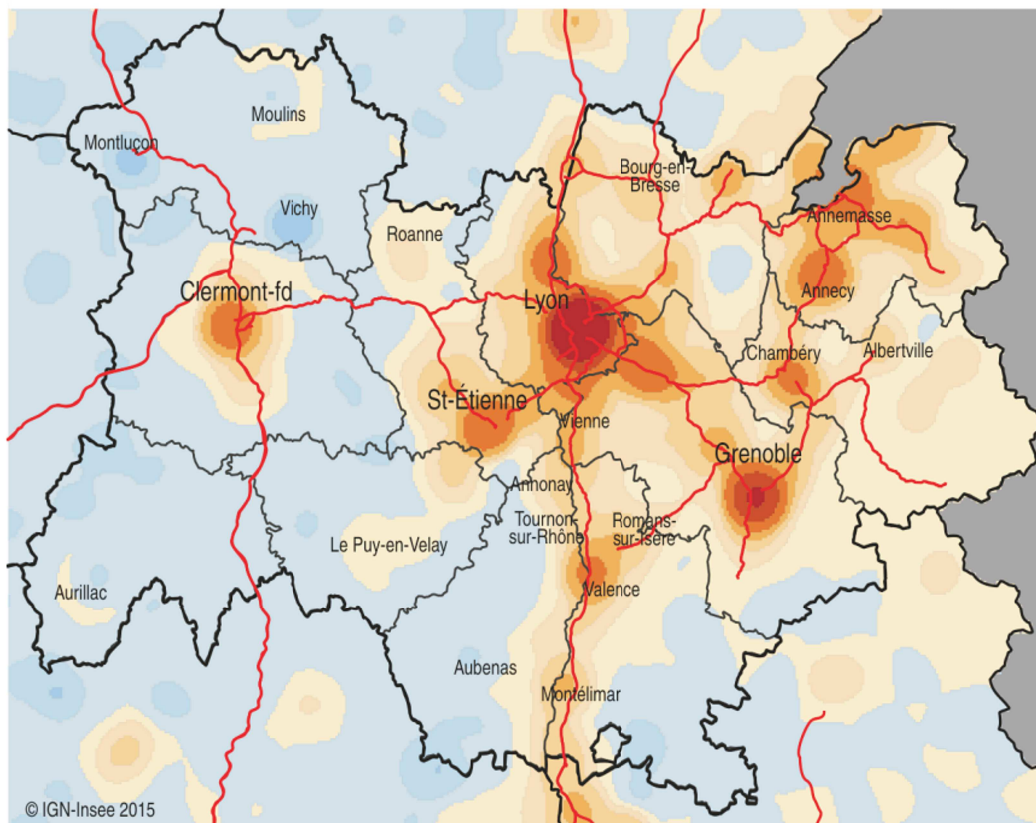 Moulins
Montluçon
Bourg-en-
Bresse
Vichy
Annemasse
Roanne
Clermont-fd
Lyon
Annecy
Chambéry
Albertville
St-Étienne
Vienne
Grenoble
Annonay
Tournon-
sur-Rhône
Romans-
sur-Isère
Le Puy-en-Velay
Aurillac
Valence
Aubenas
Montélimar
© IGN-Insee 2015